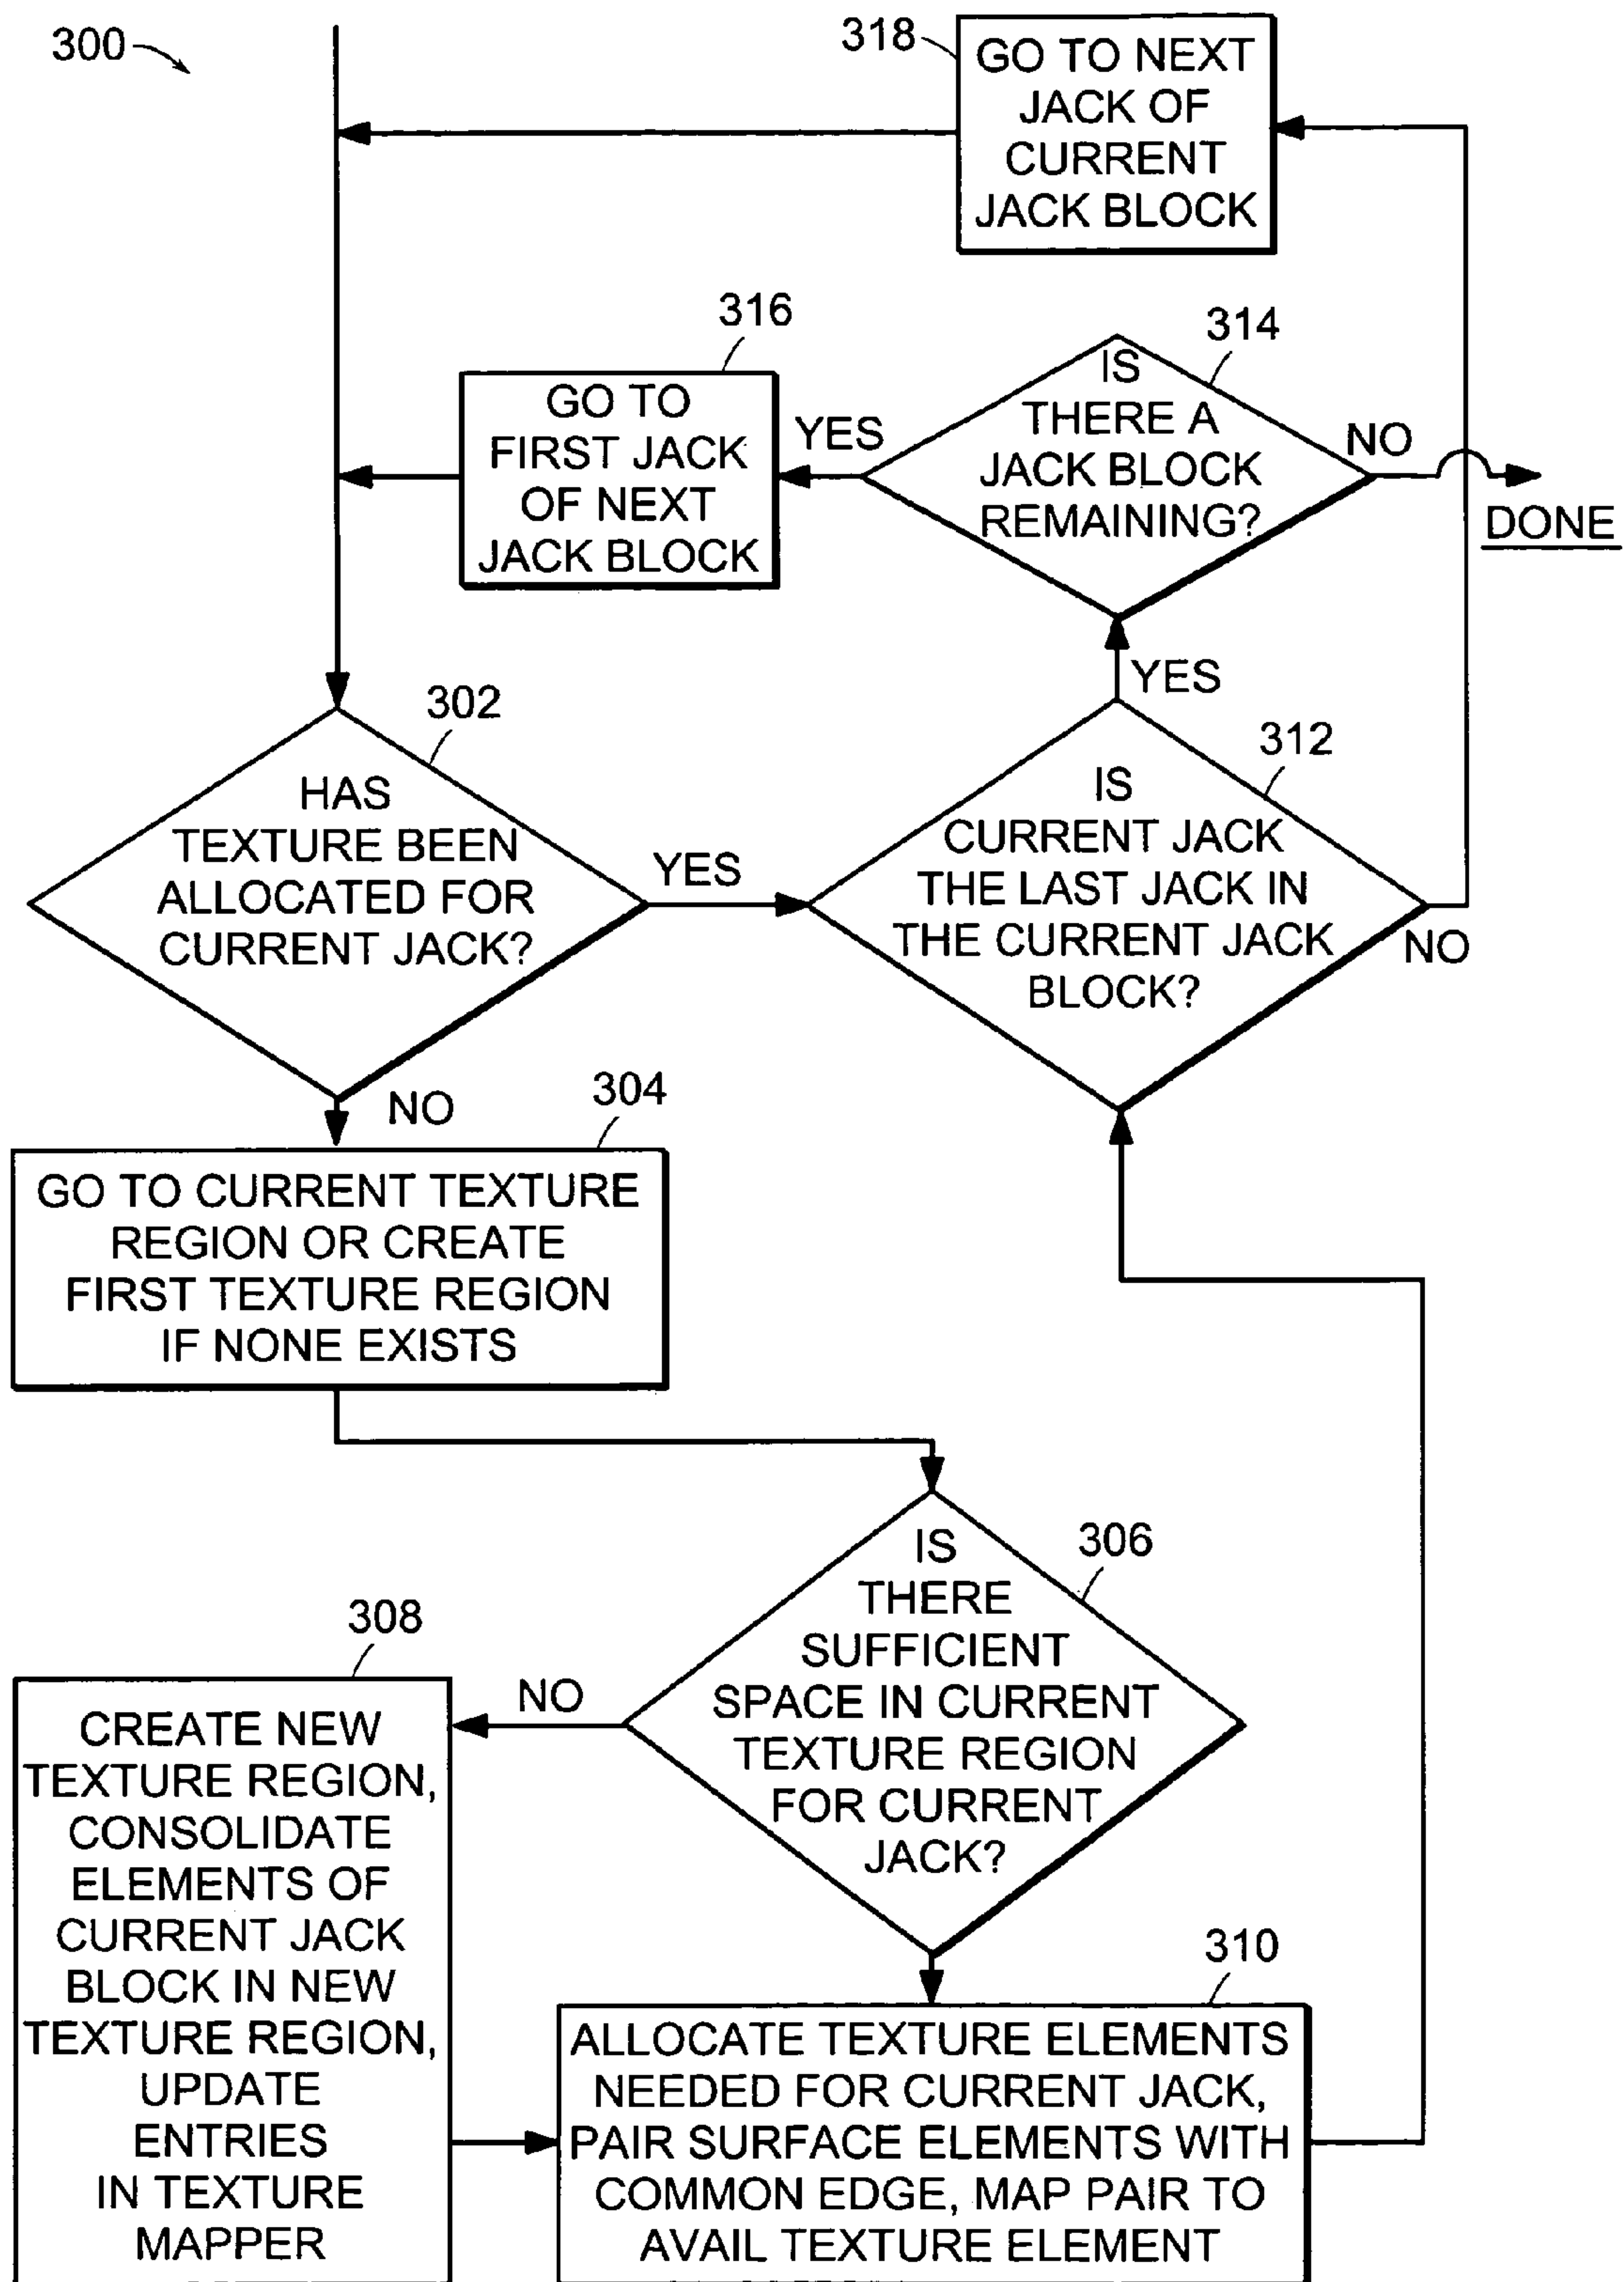 300
318
GO TO NEXT
JACK OF
CURRENT
JACK BLOCK
316
GO TO
FIRST JACK
OF NEXT
JACK BLOCK
YES
314
IS
THERE A
JACK BLOCK
REMAINING?
NO
DONE
YES
302
HAS
TEXTURE BEEN
ALLOCATED FOR
CURRENT JACK?
YES
312
IS
CURRENT JACK
THE LAST JACK IN
THE CURRENT JACK
BLOCK?
NO
NO
304
GO TO CURRENT TEXTURE
REGION OR CREATE
FIRST TEXTURE REGION
IF NONE EXISTS
306
IS
THERE
SUFFICIENT
SPACE IN CURRENT
TEXTURE REGION
FOR CURRENT
JACK?
NO
308
CREATE NEW
TEXTURE REGION,
CONSOLIDATE
ELEMENTS OF
CURRENT JACK
BLOCK IN NEW
TEXTURE REGION,
UPDATE
ENTRIES
IN TEXTURE
MAPPER
310
ALLOCATE TEXTURE ELEMENTS
NEEDED FOR CURRENT JACK,
PAIR SURFACE ELEMENTS WITH
COMMON EDGE, MAP PAIR TO
AVAIL TEXTURE ELEMENT